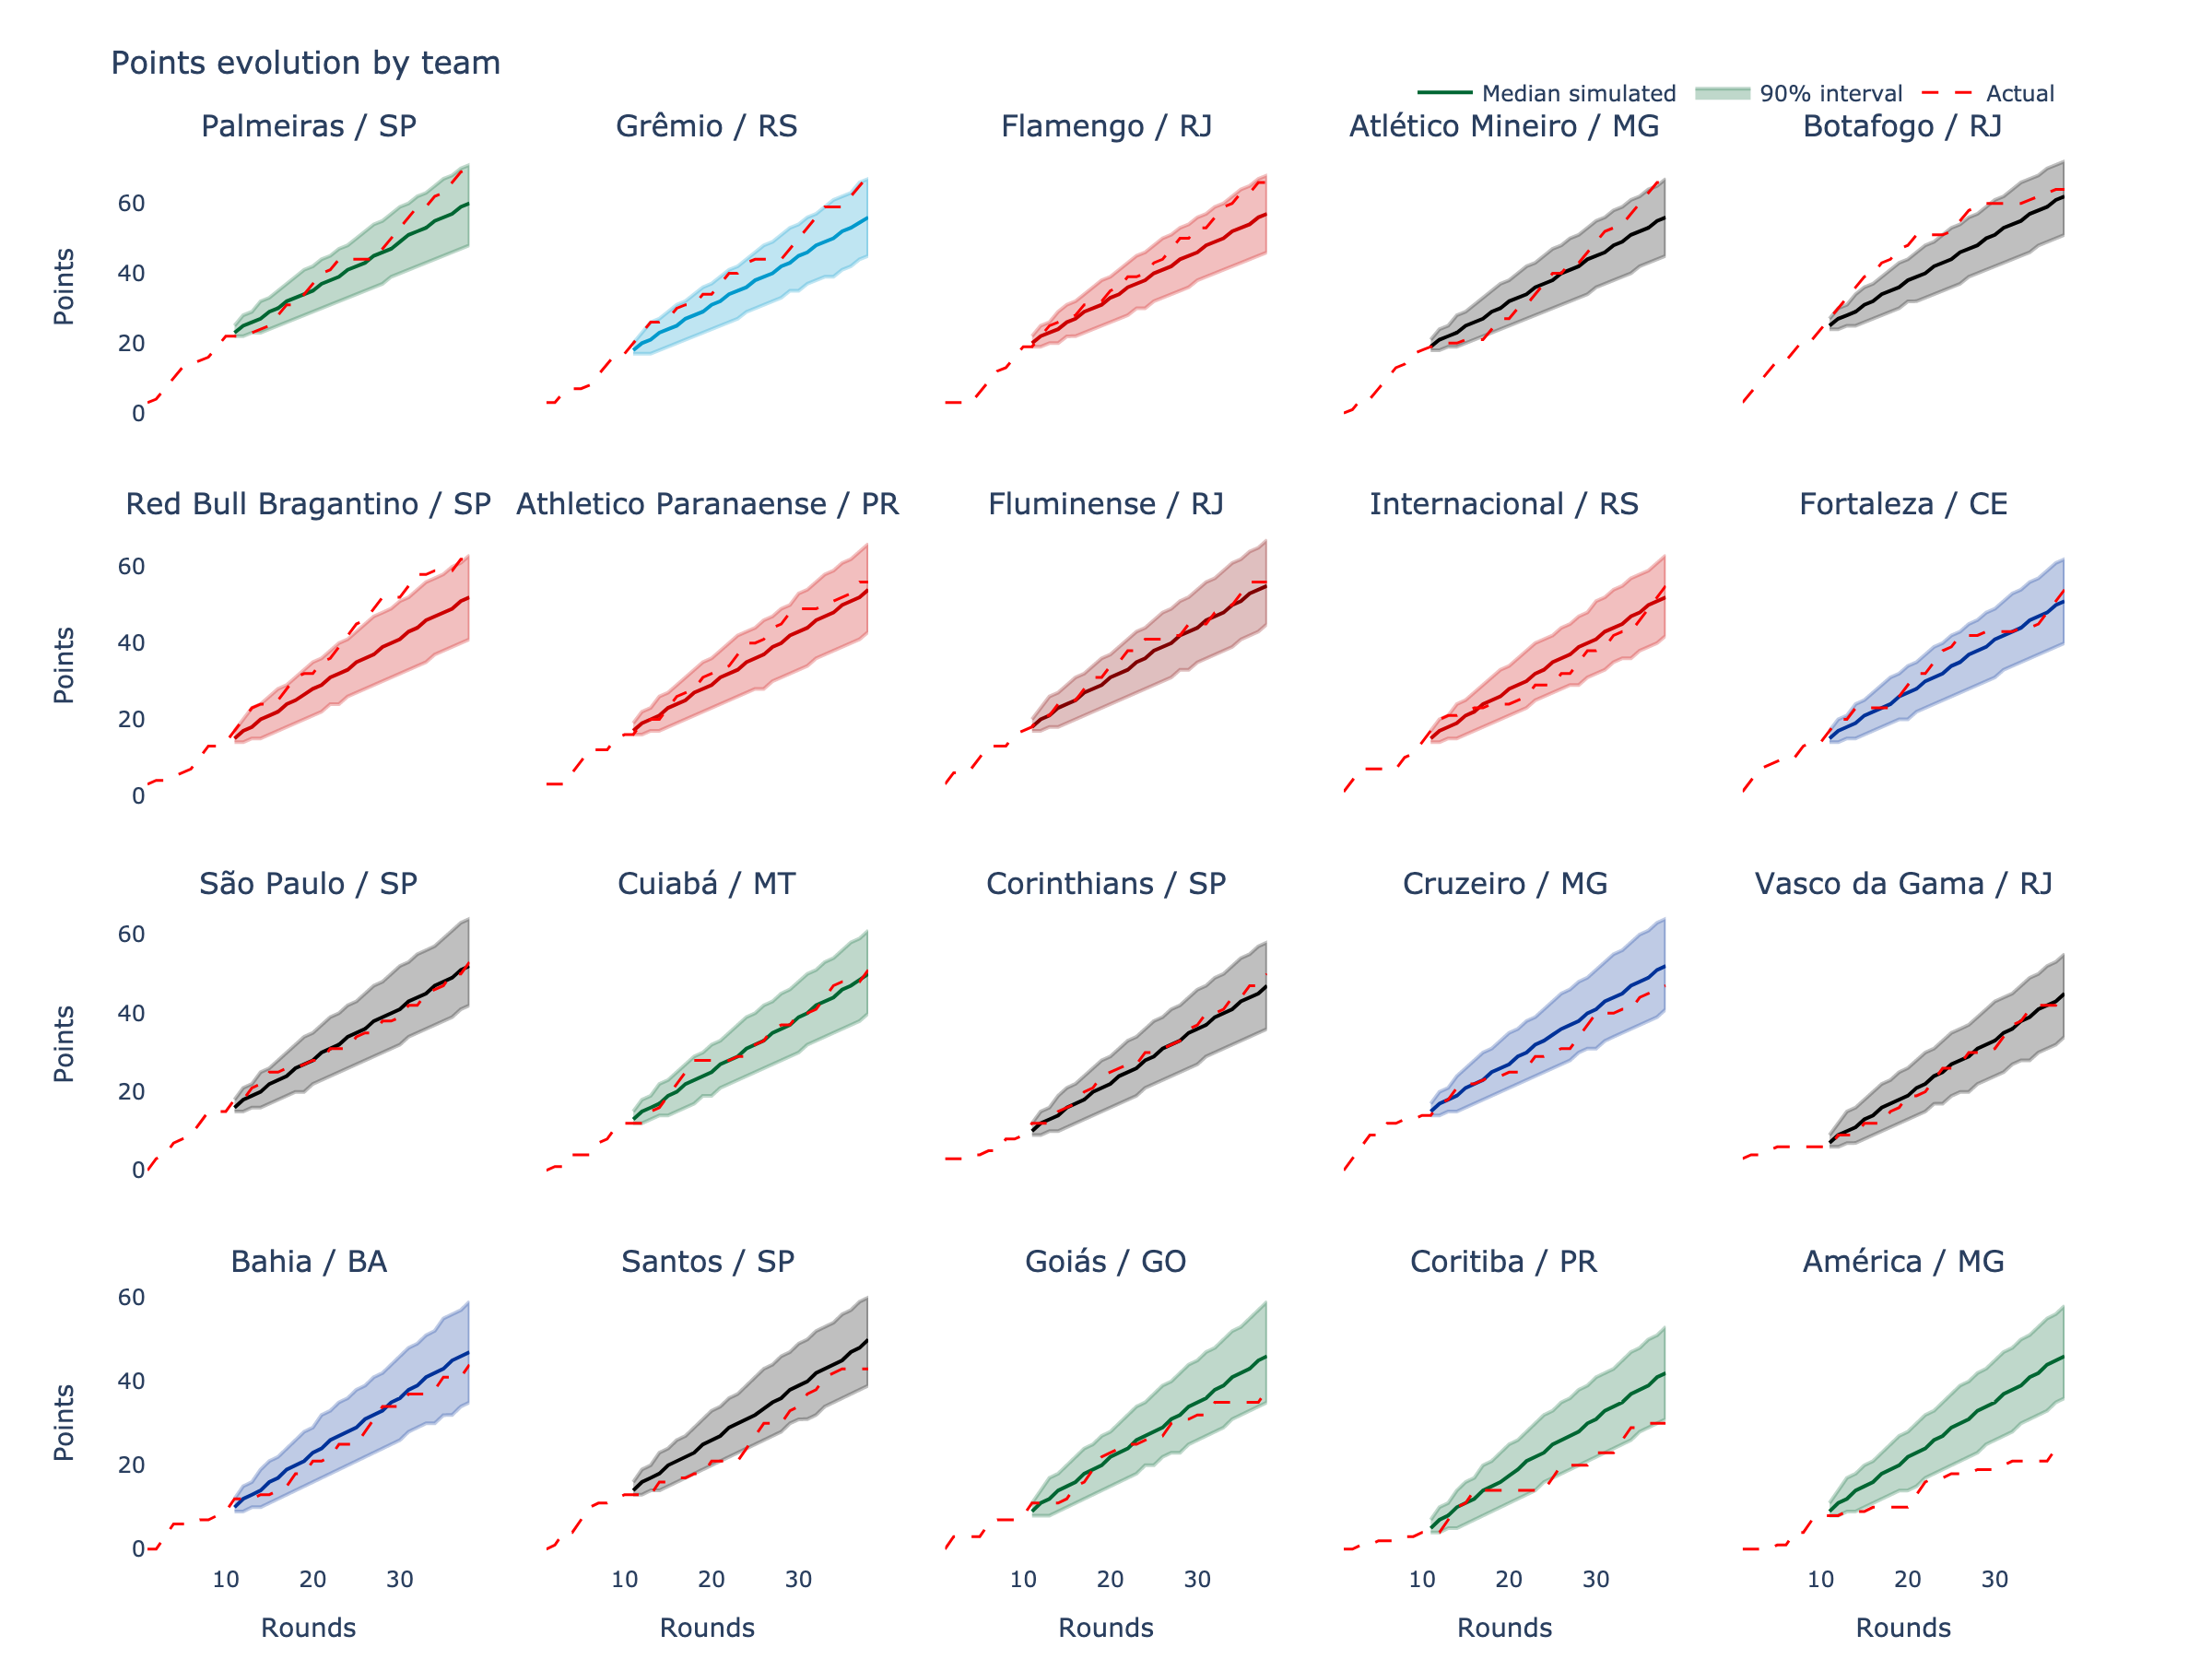 Points evolution by team
Median simulated 90% interval Actual
Palmeiras / SP Grêmio / RS Flamengo / RJ Atlético Mineiro / MG Botafogo / RJ
60
40
20
0
Points
Red Bull Bragantino / SP Athletico Paranaense / PR Fluminense / RJ Internacional / RS Fortaleza / CE
60
40
20
0
Points
São Paulo / SP Cuiabá / MT Corinthians / SP Cruzeiro / MG Vasco da Gama / RJ
60
40
20
0
Points
Bahia / BA Santos / SP Goiás / GO Coritiba / PR América / MG
60
40
20
0
Points
10 20 30 10 20 30 10 20 30 10 20 30 10 20 30
Rounds Rounds Rounds Rounds Rounds